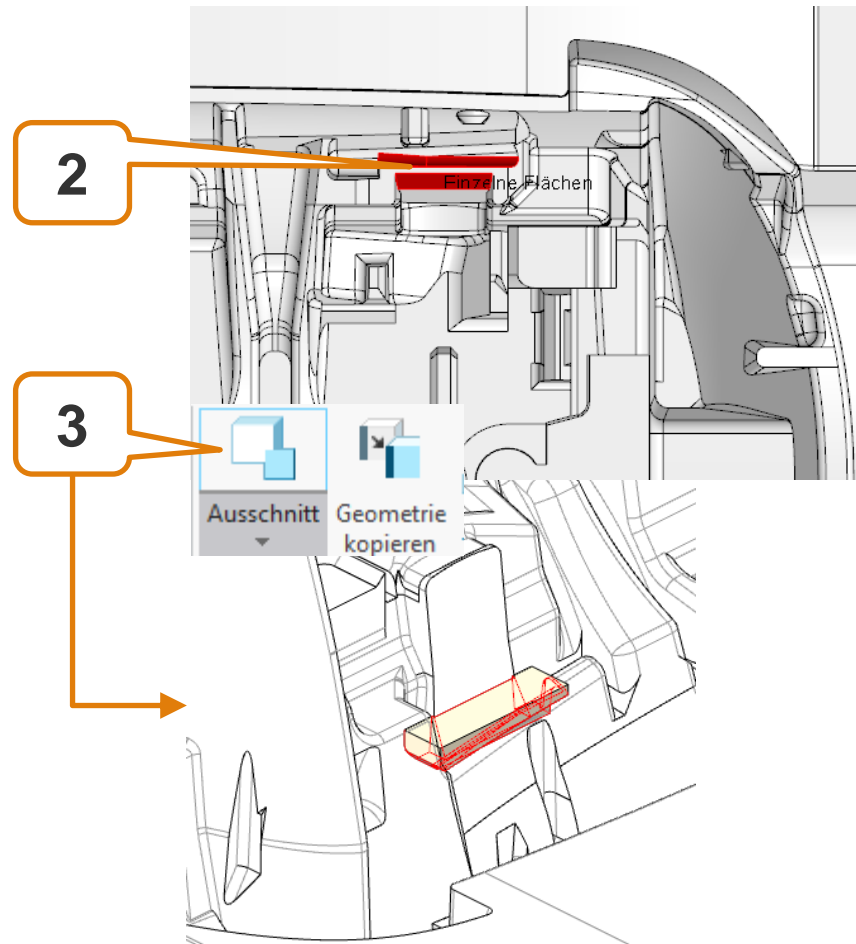 2
Einzelne Flächen
3
Ausschnitt
Geometrie
kopieren